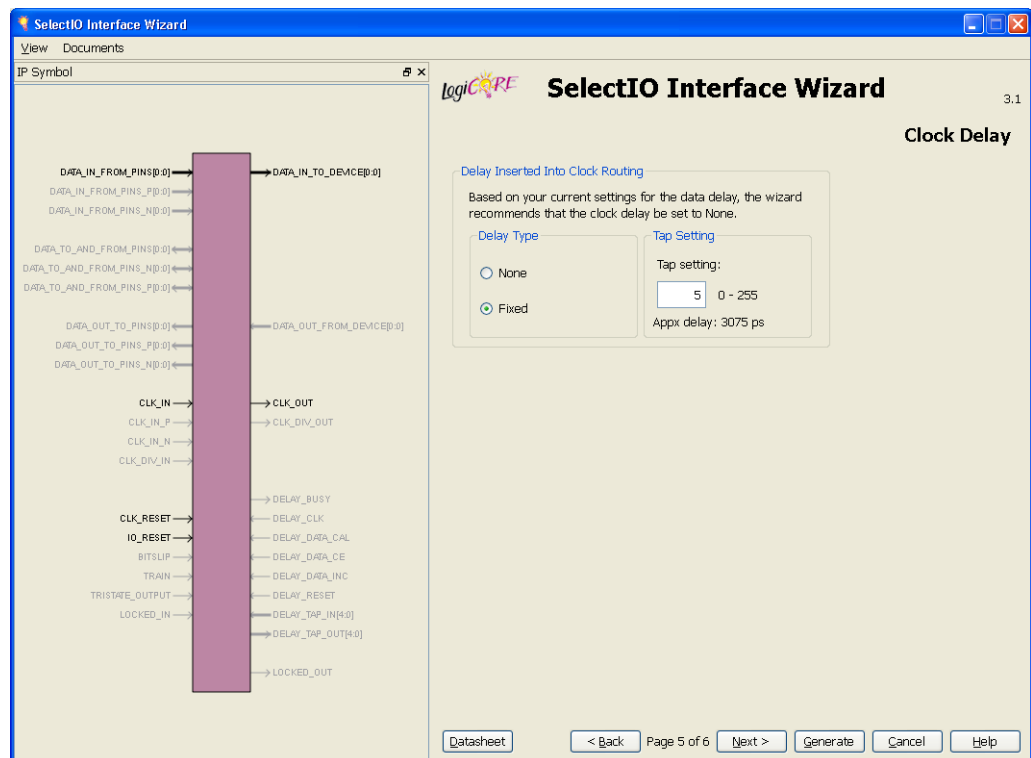 SelectIO Interface Wizard
View Documents
IP Symbol
DATA_IN_FROM_PINS[0:0]
DATA_IN_FROM_PINS_P[0:0]
DATA_IN_FROM_PINS_N[0:0]
DATA_TO_AND_FROM_PINS[0:0]
DATA_TO_AND_FROM_PINS_N[0:0]
DATA_TO_AND_FROM_PINS_P[0:0]
DATA_OUT_TO_PINS[0:0]
DATA_OUT_TO_PINS_P[0:0]
DATA_OUT_TO_PINS_N[0:0]
CLK_IN
CLK_IN_P
CLK_IN_N
CLK_DIV_IN
CLK_RESET
IO_RESET
BITSLIP
TRAIN
TRISTATE_OUTPUT
LOCKED_IN
DATA_IN_TO_DEVICE[0:0]
DATA_OUT_FROM_DEVICE[0:0]
CLK_OUT
CLK_DIV_OUT
DELAY_BUSY
DELAY_CLK
DELAY_DATA_CAL
DELAY_DATA_CE
DELAY_DATA_INC
DELAY_RESET
DELAY_TAP_IN[4:0]
DELAY_TAP_OUT[4:0]
LOCKED_OUT
LogiCORE
SelectIO Interface Wizard
3.1
Clock Delay
Delay Inserted Into Clock Routing
Based on your current settings for the data delay, the wizard
recommends that the clock delay be set to None.
Delay Type
None
Fixed
Tap Setting
Tap setting:
5 0 - 255
Appx delay: 3075 ps
Datasheet < Back Page 5 of 6 Next > Generate Cancel Help